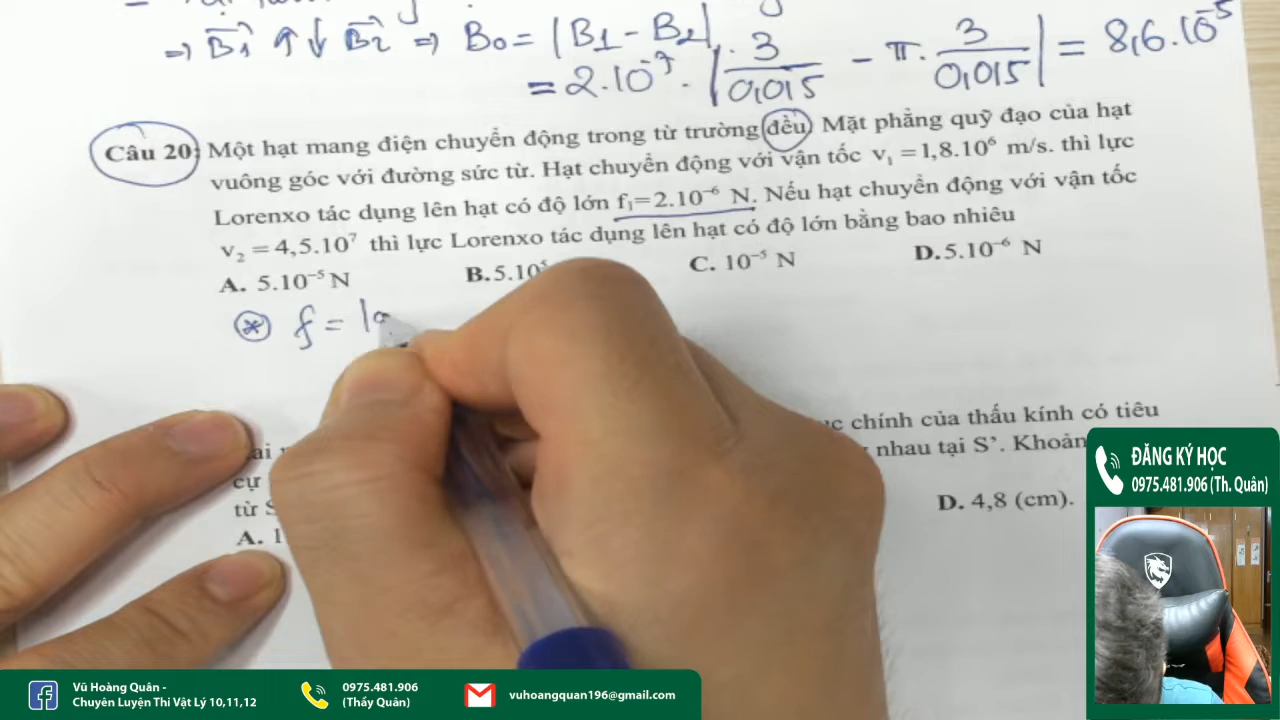 ⇒ B₁ ↑↓ B₂ ⇒ B₀ = |B₁ - B₂|
= 2.10⁻⁷ . |3/0,015 - π. 3/0,015| = 8,6.10⁻⁵
Câu 20: Một hạt mang điện chuyển động trong từ trường đều. Mặt phẳng quỹ đạo của hạt
vuông góc với đường sức từ. Hạt chuyển động với vận tốc v₁ = 1,8.10⁶ m/s. thì lực
Lorenxo tác dụng lên hạt có độ lớn f₁=2.10⁻⁶ N. Nếu hạt chuyển động với vận tốc
v₂ = 4,5.10⁷ thì lực Lorenxo tác dụng lên hạt có độ lớn bằng bao nhiêu
A. 5.10⁻⁵ N B. 5.10 C. 10⁻⁵ N D. 5.10⁻⁶ N
* f =
chính của thấu kính có tiêu
cự nhau tại S’.
từ D. 4,8 (cm).
A. 1
ĐĂNG KÝ HỌC
0975.481.906 (Th. Quân)
Vũ Hoàng Quân -
Chuyên Luyện Thi Vật Lý 10,11,12
0975.481.906
(Thầy Quân)
vuhoangquan196@gmail.com